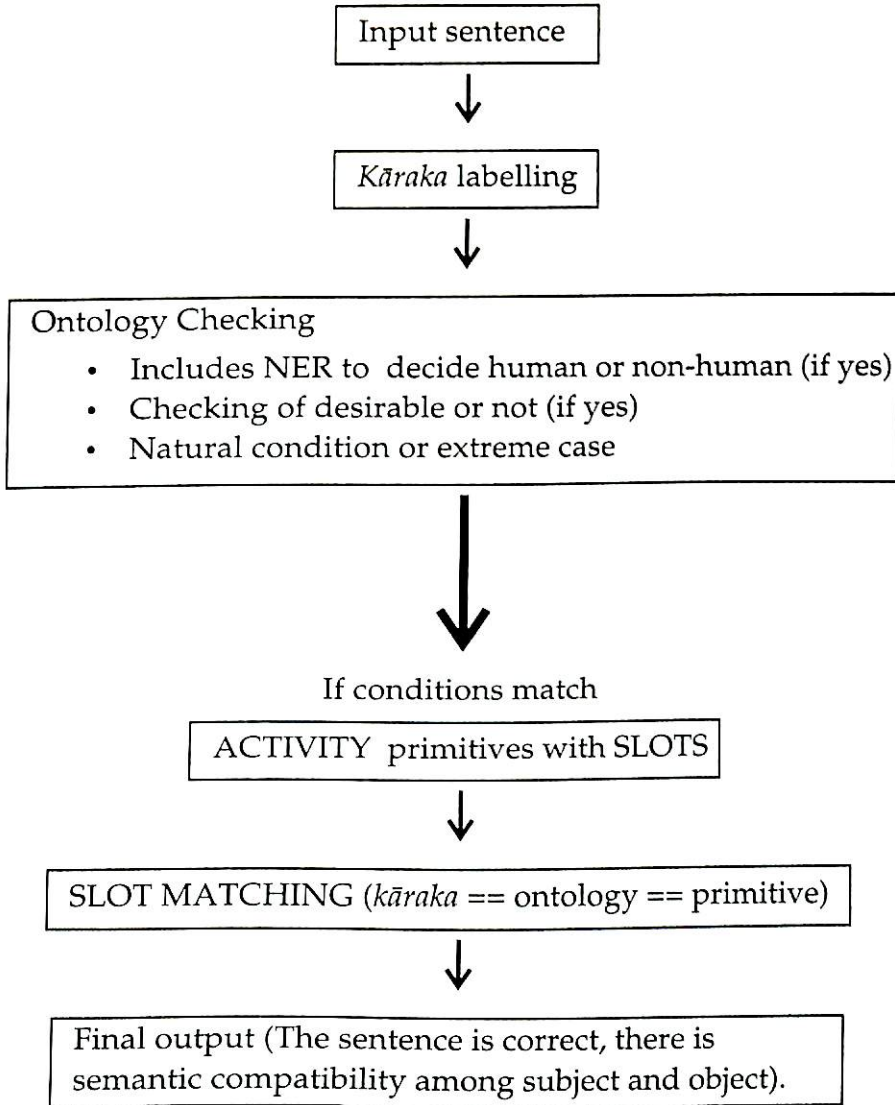 Input sentence
Kāraka labelling
Ontology Checking
• Includes NER to decide human or non-human (if yes)
• Checking of desirable or not (if yes)
• Natural condition or extreme case
If conditions match
ACTIVITY primitives with SLOTS
SLOT MATCHING (kāraka == ontology == primitive)
Final output (The sentence is correct, there is
semantic compatibility among subject and object).